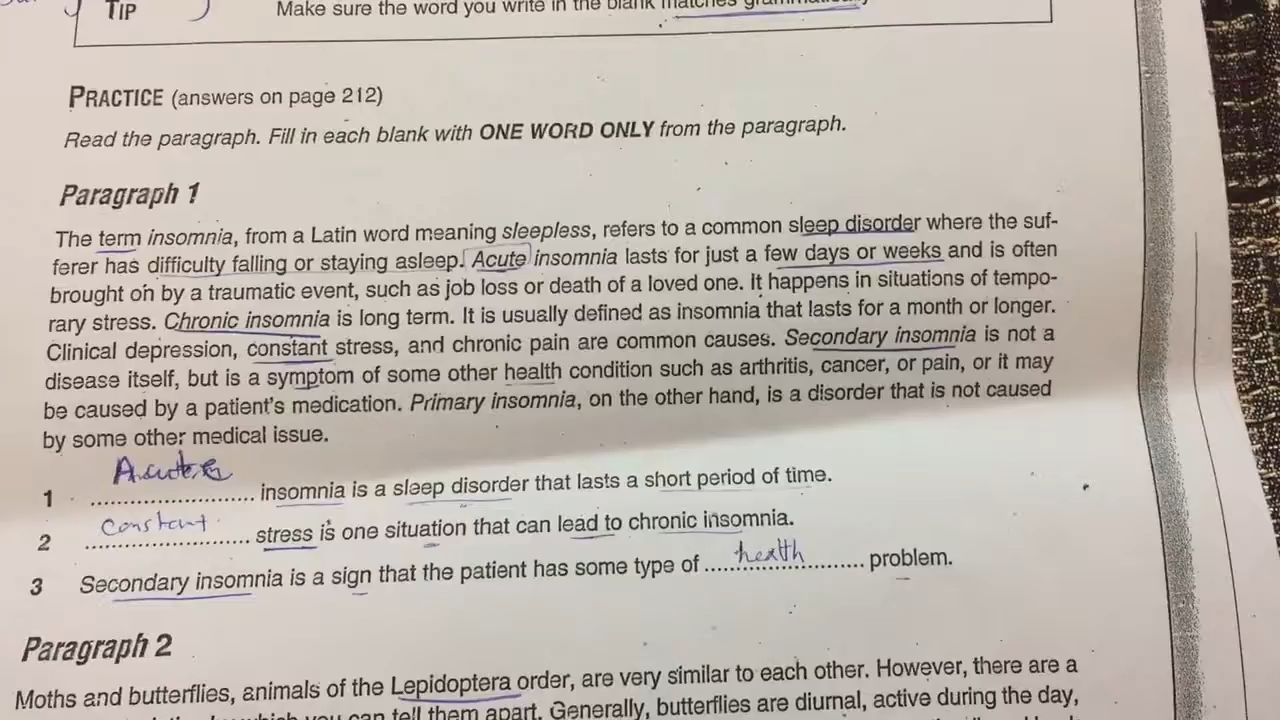 TIP
Make sure the word you write in the blank matches grammatically
PRACTICE (answers on page 212)
Read the paragraph. Fill in each blank with ONE WORD ONLY from the paragraph.
Paragraph 1
The term insomnia, from a Latin word meaning sleepless, refers to a common sleep disorder where the suf-
ferer has difficulty falling or staying asleep. Acute insomnia lasts for just a few days or weeks and is often
brought on by a traumatic event, such as job loss or death of a loved one. It happens in situations of tempo-
rary stress. Chronic insomnia is long term. It is usually defined as insomnia that lasts for a month or longer.
Clinical depression, constant stress, and chronic pain are common causes. Secondary insomnia is not a
disease itself, but is a symptom of some other health condition such as arthritis, cancer, or pain, or it may
be caused by a patient's medication. Primary insomnia, on the other hand, is a disorder that is not caused
by some other medical issue.
Acute
1 .......................... insomnia is a sleep disorder that lasts a short period of time.
constant
2 .......................... stress is one situation that can lead to chronic insomnia.
3 Secondary insomnia is a sign that the patient has some type of ...health... problem.
Paragraph 2
Moths and butterflies, animals of the Lepidoptera order, are very similar to each other. However, there are a
which you can tell them apart. Generally, butterflies are diurnal, active during the day,